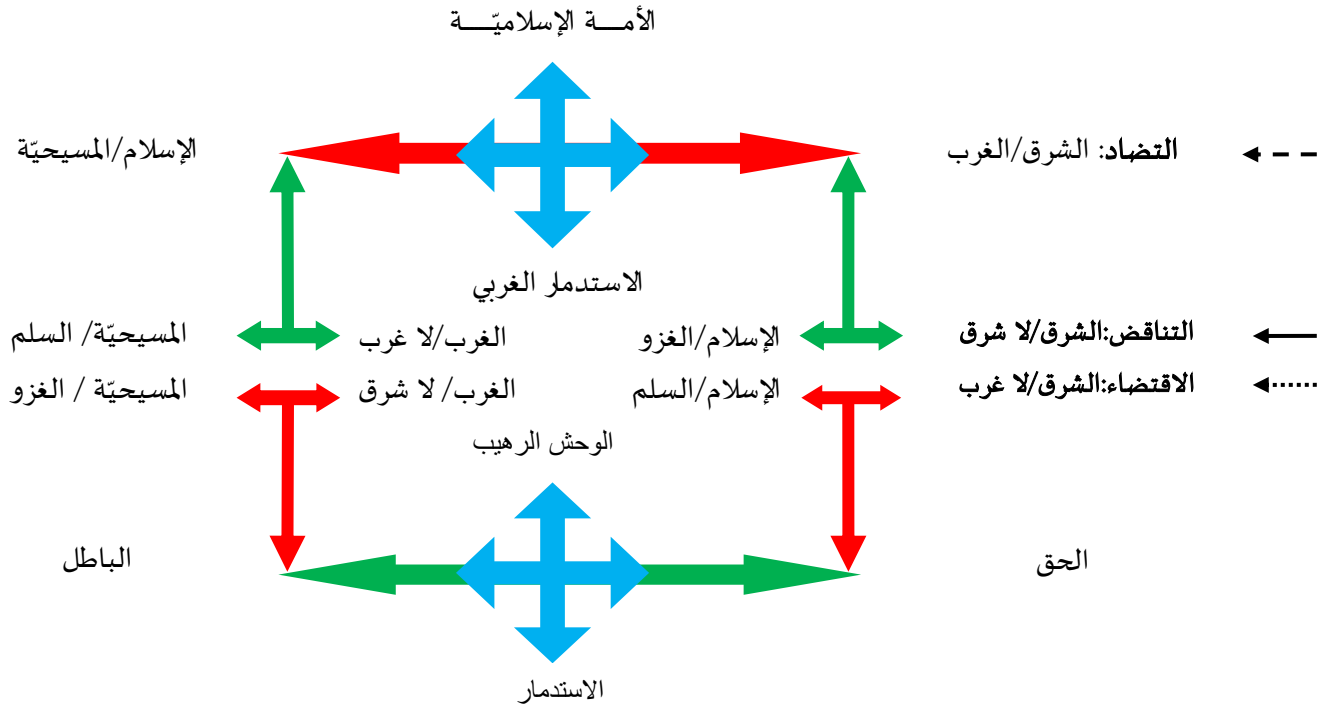 الأمـــة الإسلاميّـــة
التضاد: الشرق/الغرب
الإسلام/المسيحيّة
الاستدمار الغربي
التناقض:الشرق/لا شرق
الإسلام/الغزو
الغرب/لا غرب
المسيحيّة/ السلم
الاقتضاء:الشرق/لا غرب
الإسلام/السلم
الغرب/ لا شرق
المسيحيّة / الغزو
الوحش الرهيب
الحق
الباطل
الاستدمار